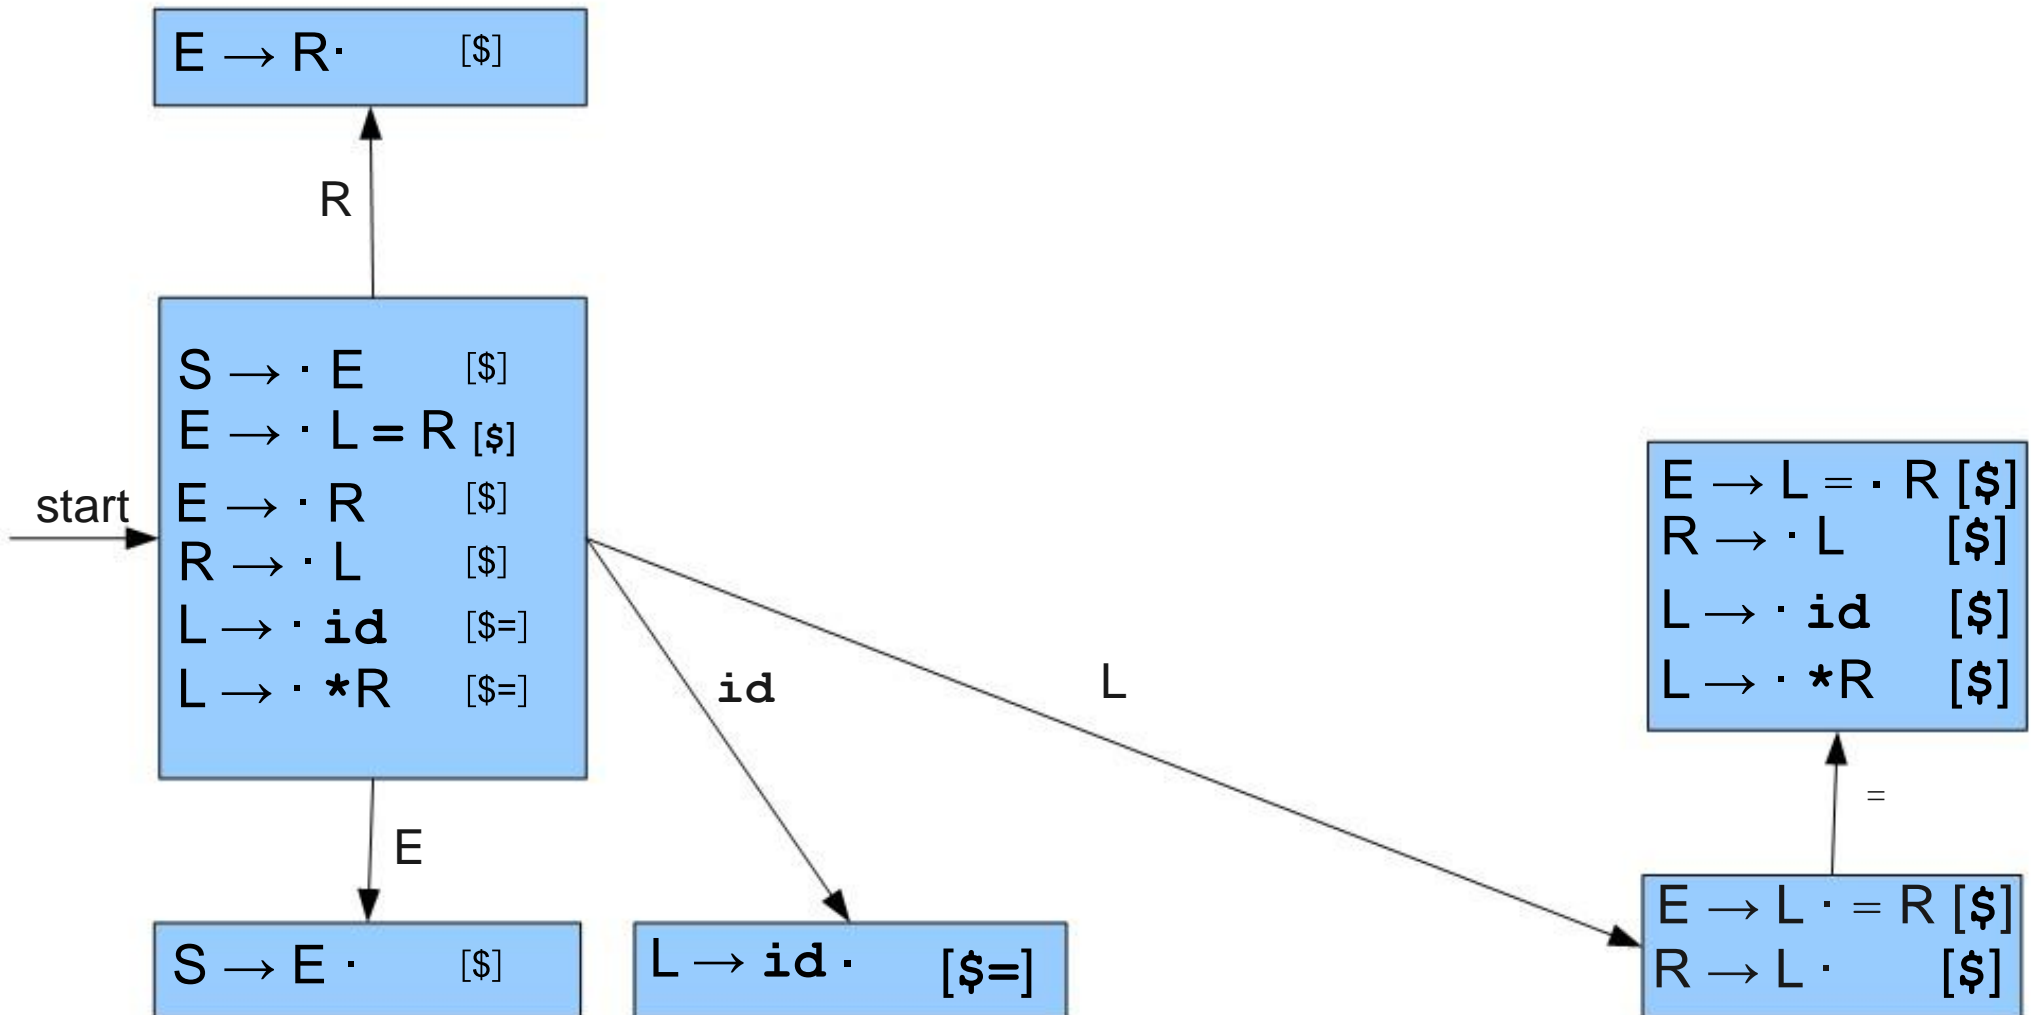 E → R· [$]
R
S → · E [$]
E → · L = R [$]
E → · R [$]
R → · L [$]
L → · id [$=]
L → · *R [$=]
start
E
S → E · [$]
id
L → id · [$=]
L
E → L = · R [$]
R → · L [$]
L → · id [$]
L → · *R [$]
=
E → L · = R [$]
R → L · [$]